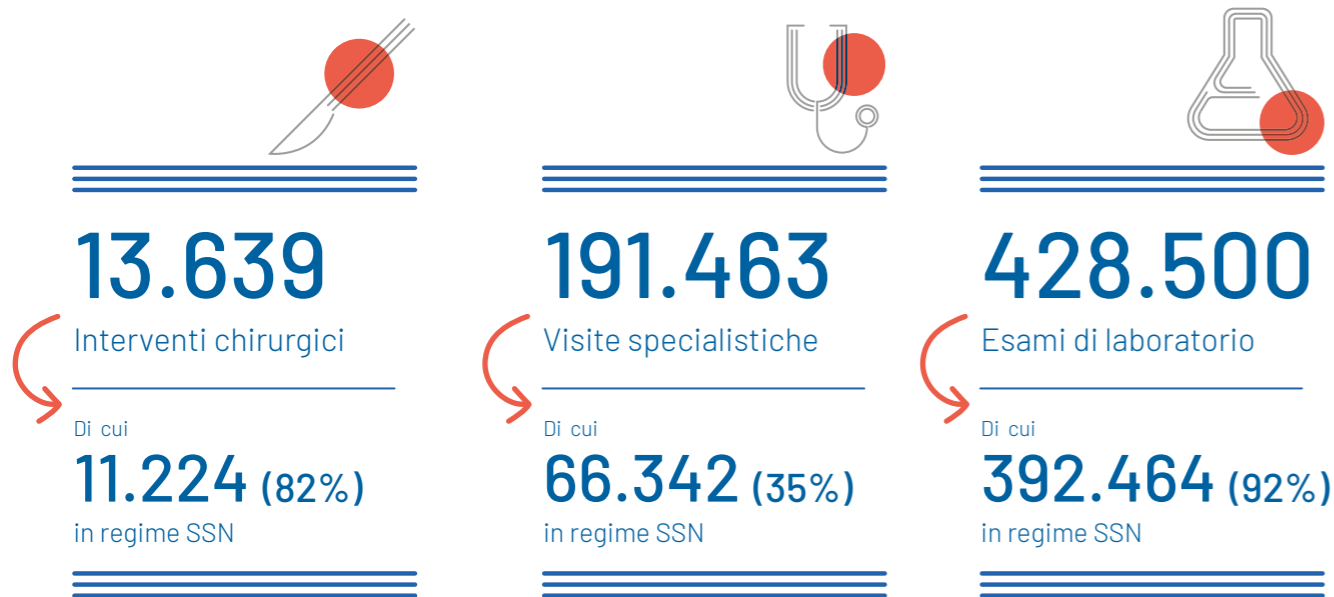 13.639
Interventi chirurgici
Di cui
11.224 (82%)
in regime SSN
191.463
Visite specialistiche
Di cui
66.342 (35%)
in regime SSN
428.500
Esami di laboratorio
Di cui
392.464 (92%)
in regime SSN